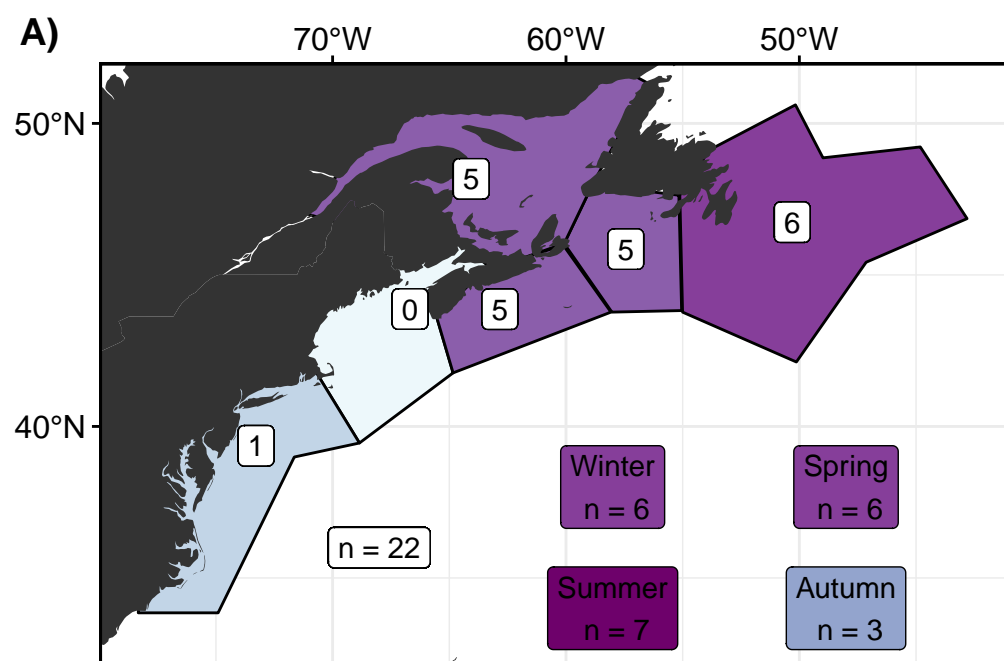 A)
70°W 60°W 50°W
50°N
5
6
5
0
5
40°N
1
Winter
n = 6
Spring
n = 6
n = 22
Summer
n = 7
Autumn
n = 3